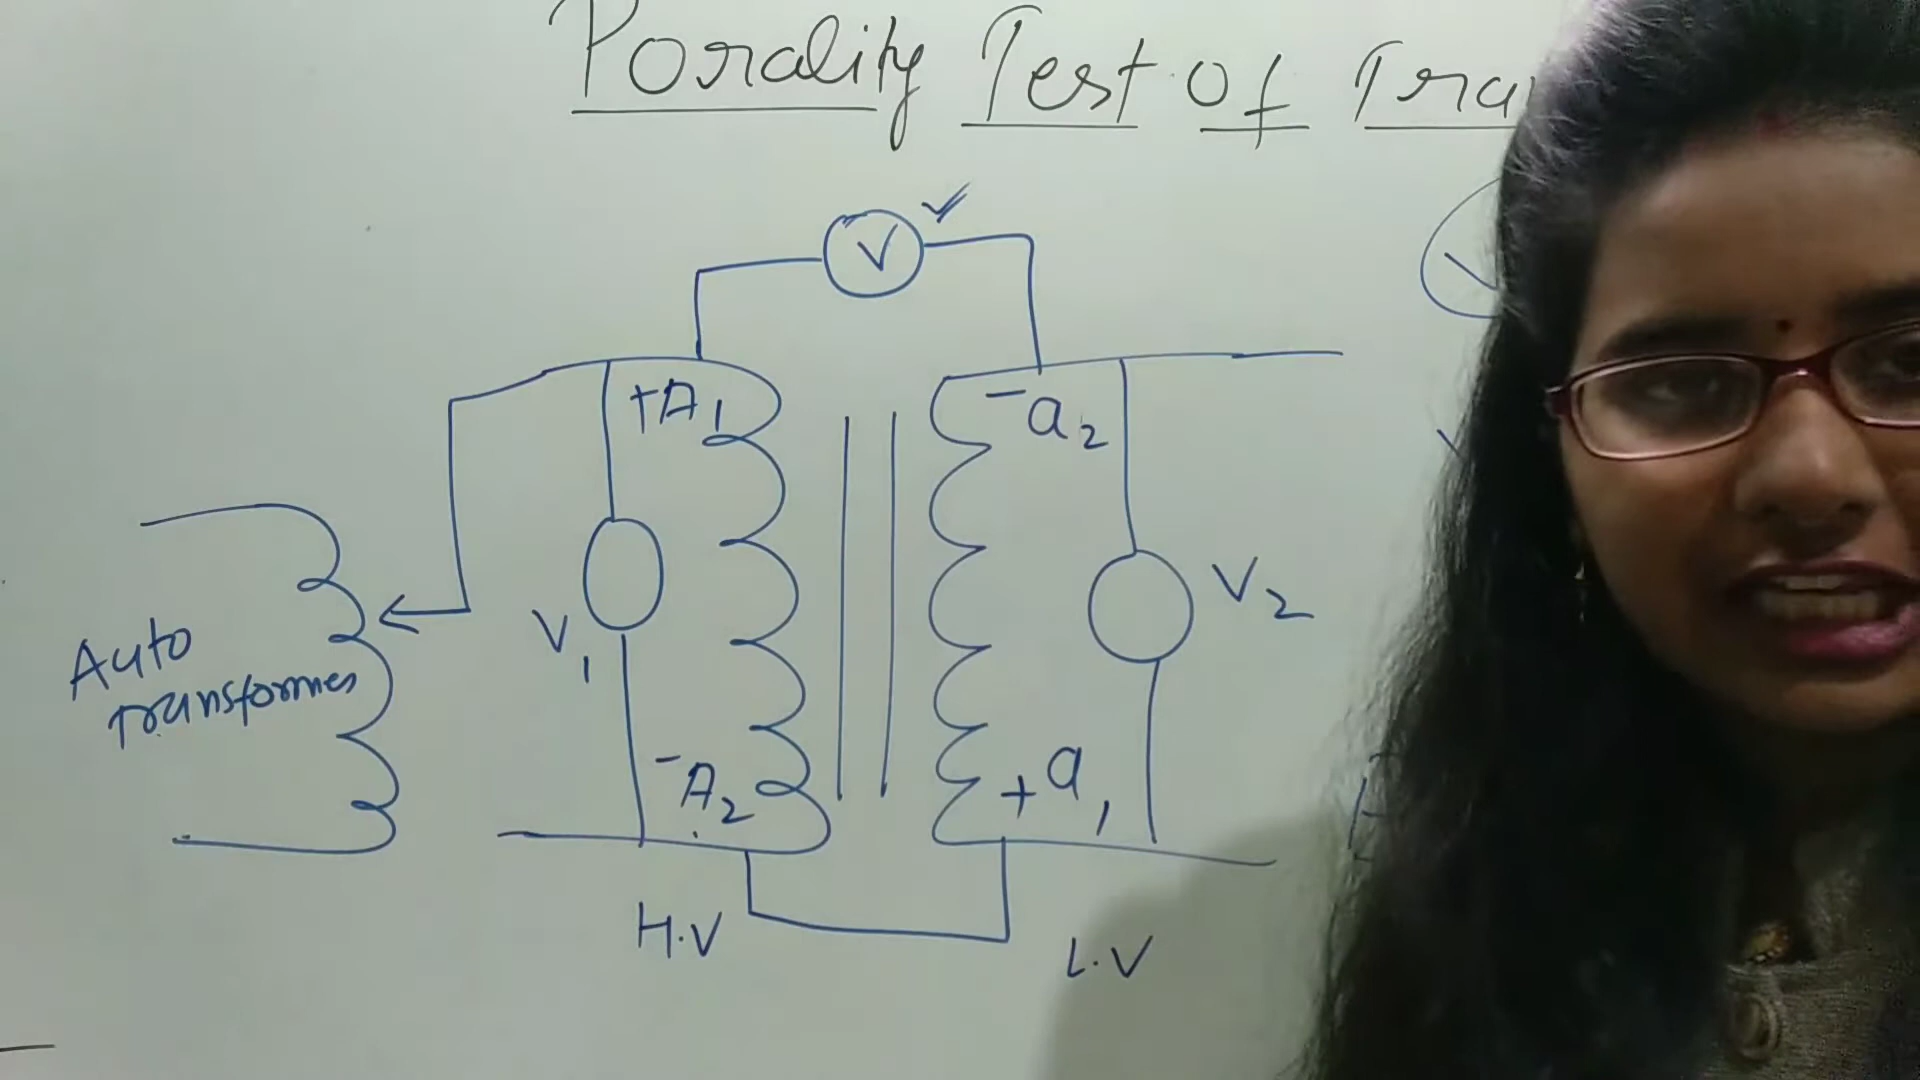 Porality Test of Tra
V
+A1
-a2
V1
V2
Auto
transformer
-A2
+a1
H.V
L.V